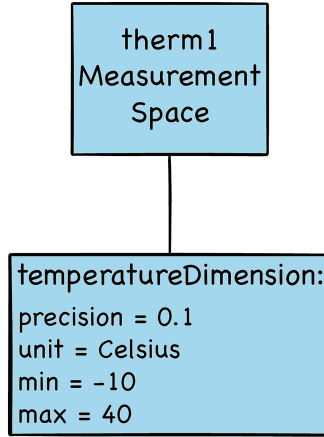 therm1
Measurement
Space
temperatureDimension:
precision = 0.1
unit = Celsius
min = -10
max = 40